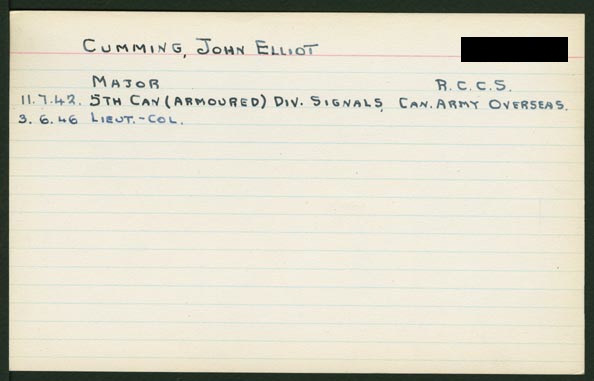 CUMMING, JOHN ELLIOT
MAJOR R.C.C.S.
11.7.42. 5TH CAN (ARMOURED) DIV. SIGNALS, CAN. ARMY OVERSEAS.
3. 6. 46 LIEUT.-COL.